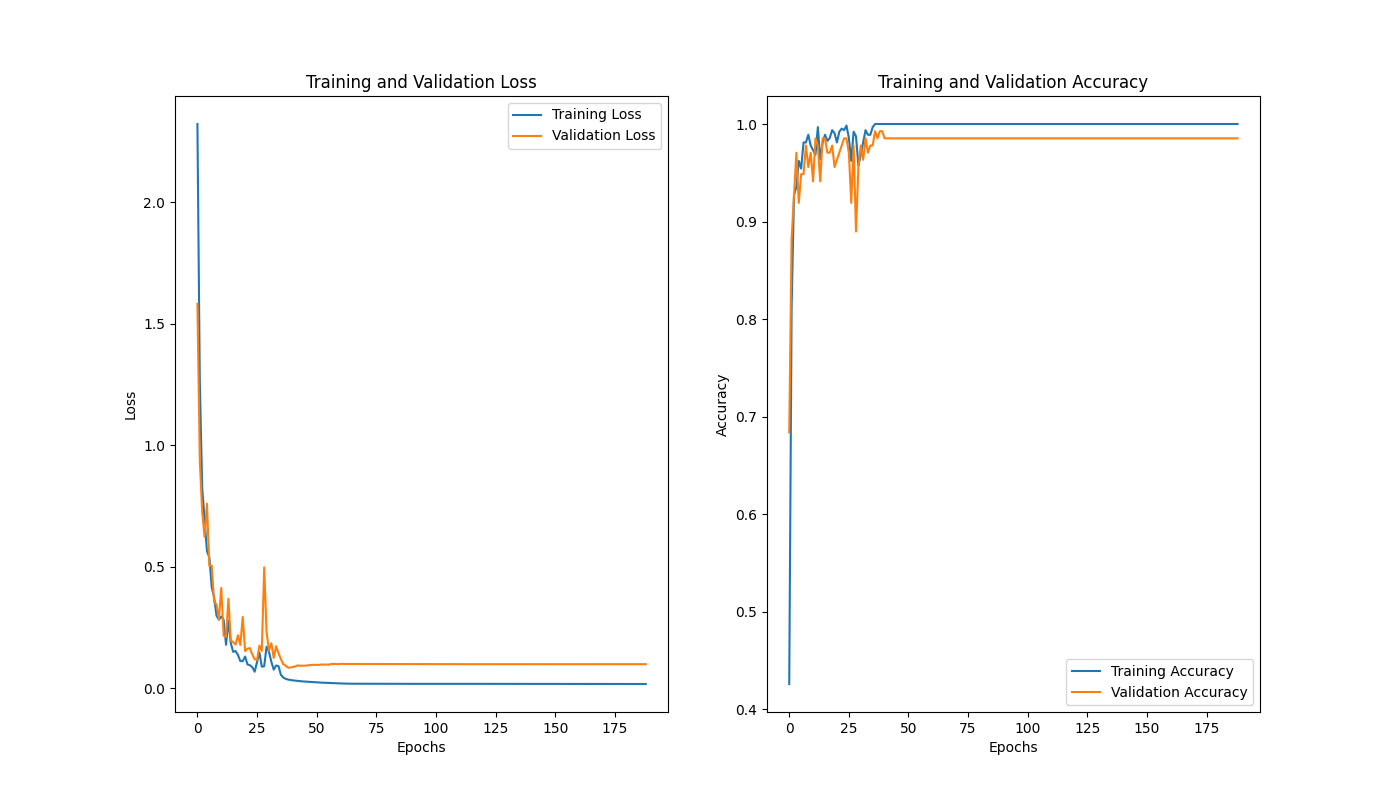 Training and Validation Loss
Training Loss
Validation Loss
2.0
1.5
1.0
0.5
0.0
Loss
0
25
50
75
100
125
150
175
Epochs
Training and Validation Accuracy
1.0
0.9
0.8
0.7
0.6
0.5
0.4
Accuracy
Training Accuracy
Validation Accuracy
0
25
50
75
100
125
150
175
Epochs